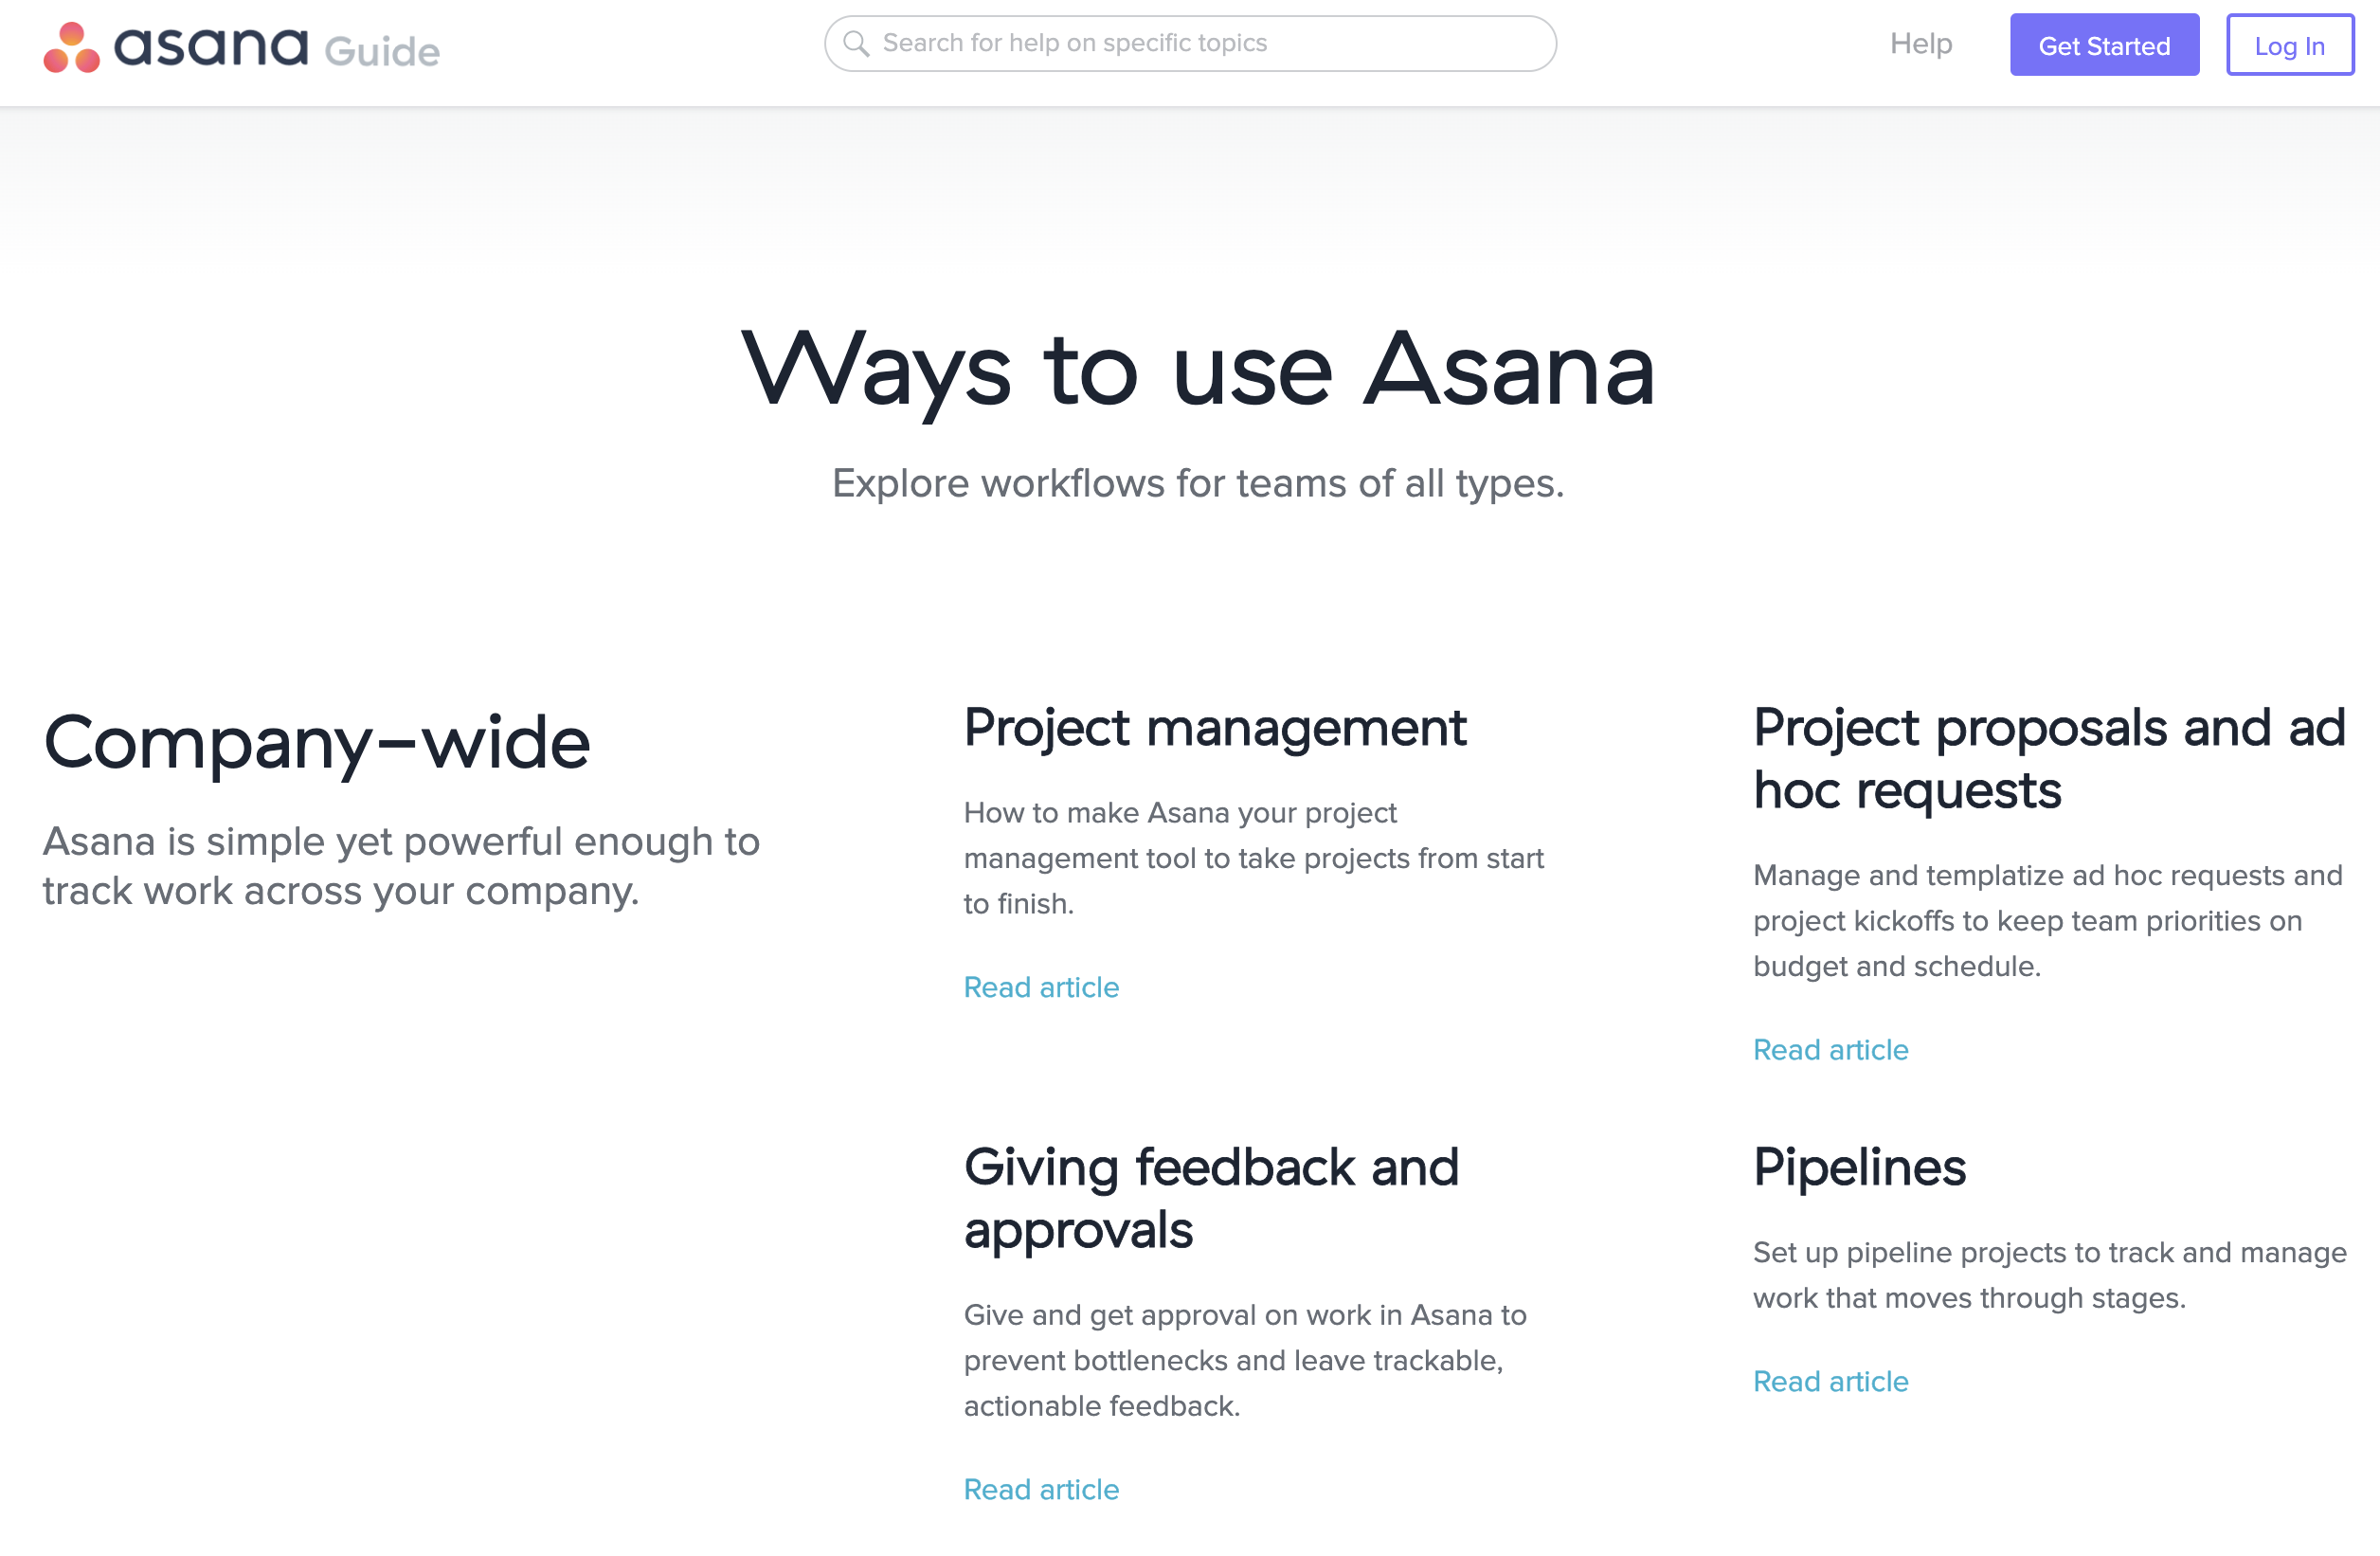 asana Guide
Search for help on specific topics
Help
Get Started
Log In
Ways to use Asana
Explore workflows for teams of all types.
Company-wide
Asana is simple yet powerful enough to
track work across your company.
Project management
How to make Asana your project
management tool to take projects from start
to finish.
Read article
Project proposals and ad
hoc requests
Manage and templatize ad hoc requests and
project kickoffs to keep team priorities on
budget and schedule.
Read article
Giving feedback and
approvals
Give and get approval on work in Asana to
prevent bottlenecks and leave trackable,
actionable feedback.
Read article
Pipelines
Set up pipeline projects to track and manage
work that moves through stages.
Read article